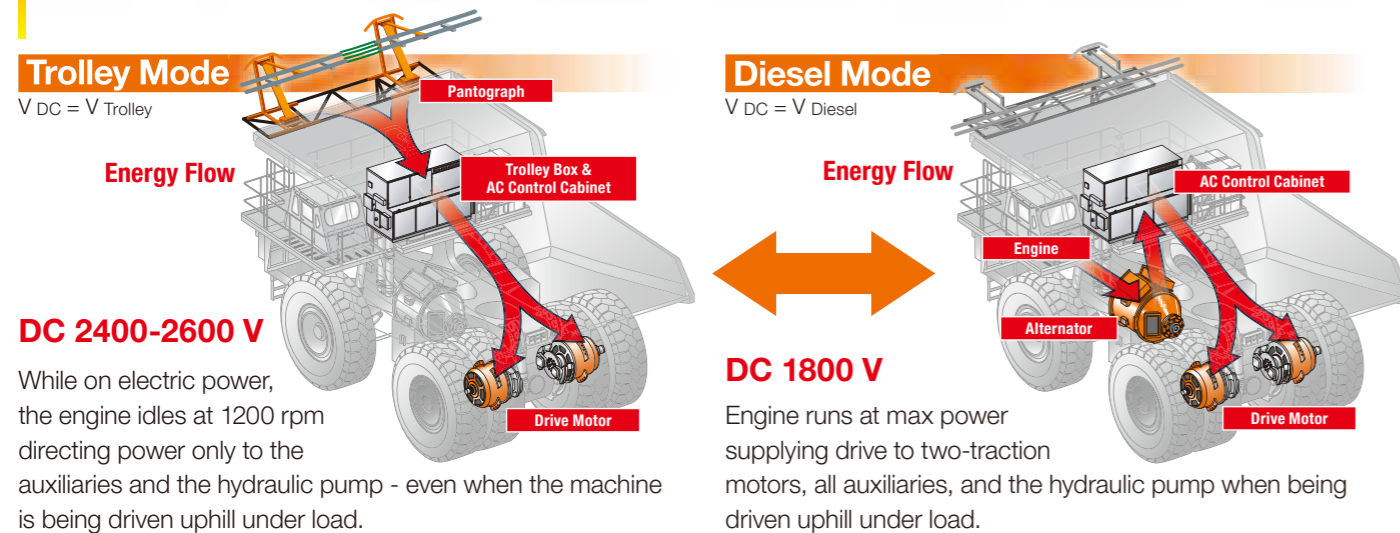 Trolley Mode
V DC = V Trolley
Energy Flow
Pantograph
Trolley Box &
AC Control Cabinet
DC 2400-2600 V
Drive Motor
While on electric power,
the engine idles at 1200 rpm
directing power only to the
auxiliaries and the hydraulic pump - even when the machine
is being driven uphill under load.
Diesel Mode
V DC = V Diesel
Energy Flow
AC Control Cabinet
Engine
Alternator
DC 1800 V
Drive Motor
Engine runs at max power
supplying drive to two-traction
motors, all auxiliaries, and the hydraulic pump when being
driven uphill under load.